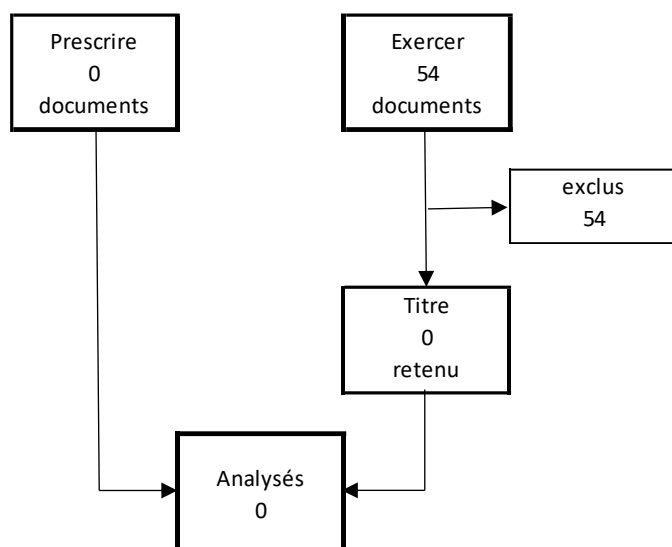 Prescrire
0
documents
Exercer
54
documents
exclus
54
Titre
0
retenu
Analysés
0